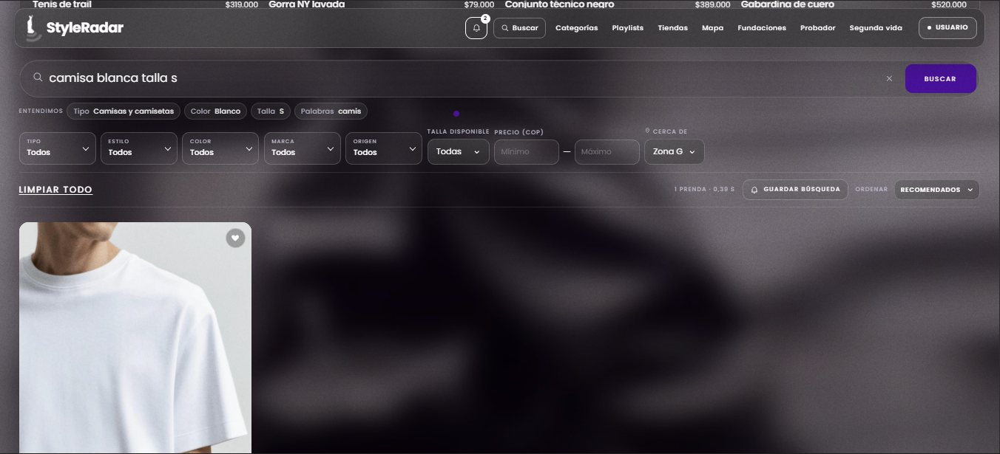 Tenis de trail $319.000 Gorra NY lavada $79.000 Conjunto técnico negro $389.000 Gabardina de cuero $520.000
StyleRadar 2 Buscar Categorías Playlists Tiendas Mapa Fundaciones Probador Segunda vida USUARIO
camisa blanca talla s × BUSCAR
ENTENDIMOS Tipo Camisas y camisetas Color Blanco Talla S Palabras camis
TIPO ESTILO COLOR MARCA ORIGEN TALLA DISPONIBLE PRECIO (COP) CERCA DE
Todos Todos Todos Todos Todos Todas Mínimo — Máximo Zona G
LIMPIAR TODO 1 PRENDA · 0,39 S GUARDAR BÚSQUEDA ORDENAR RECOMENDADOS